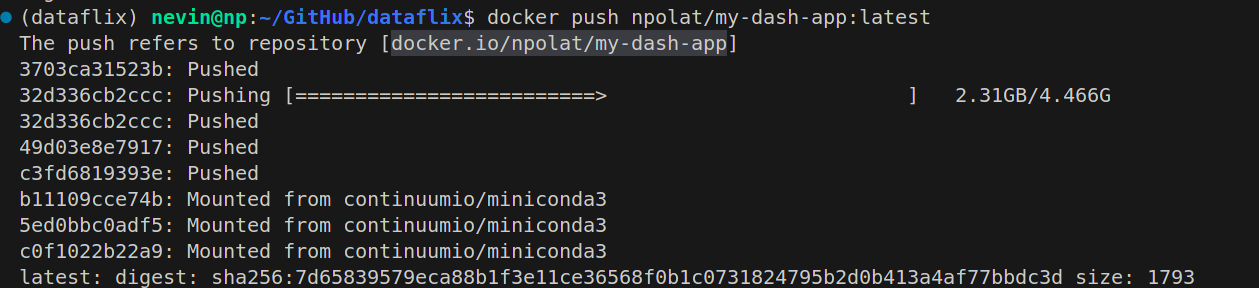 (dataflix) nevin@np:~/GitHub/dataflix$ docker push npolat/my-dash-app:latest
The push refers to repository [docker.io/npolat/my-dash-app]
3703ca31523b: Pushed
32d336cb2ccc: Pushing [=========================>                         ]   2.31GB/4.466G
32d336cb2ccc: Pushed
49d03e8e7917: Pushed
c3fd6819393e: Pushed
b11109cce74b: Mounted from continuumio/miniconda3
5ed0bbc0adf5: Mounted from continuumio/miniconda3
c0f1022b22a9: Mounted from continuumio/miniconda3
latest: digest: sha256:7d65839579eca88b1f3e11ce36568f0b1c0731824795b2d0b413a4af77bbdc3d size: 1793